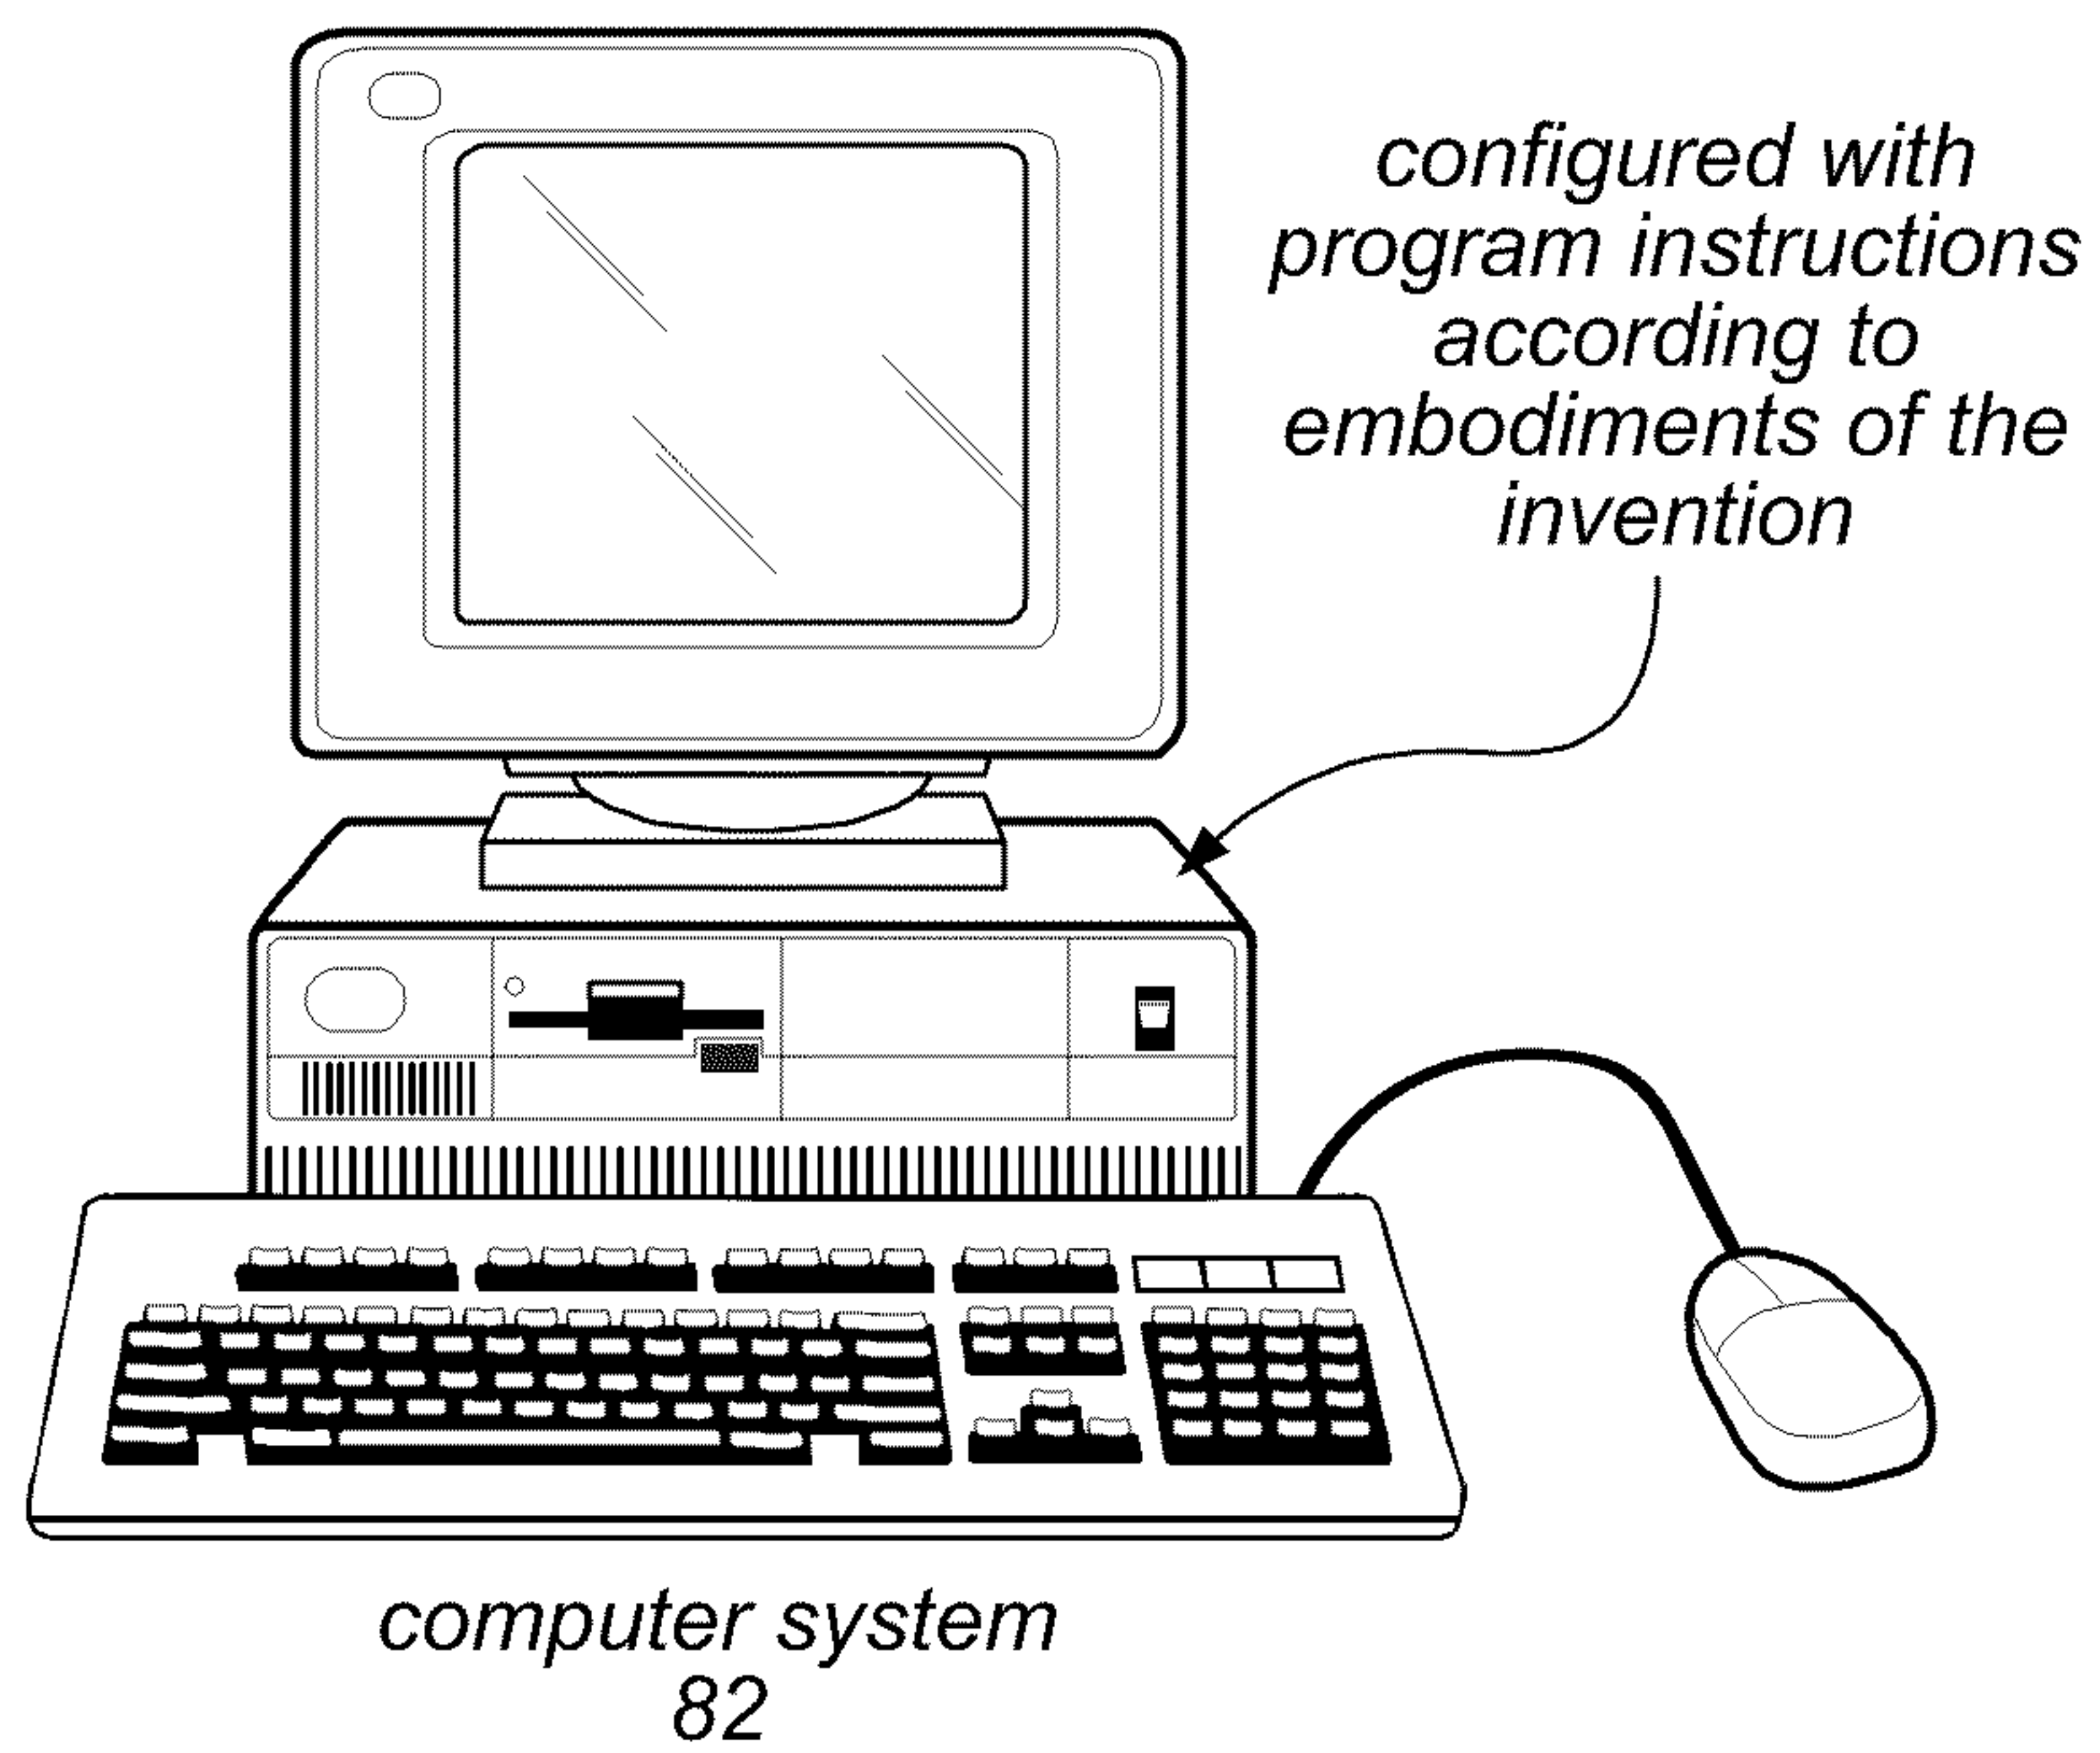 configured with
program instructions
according to
embodiments of the
invention
computer system
82